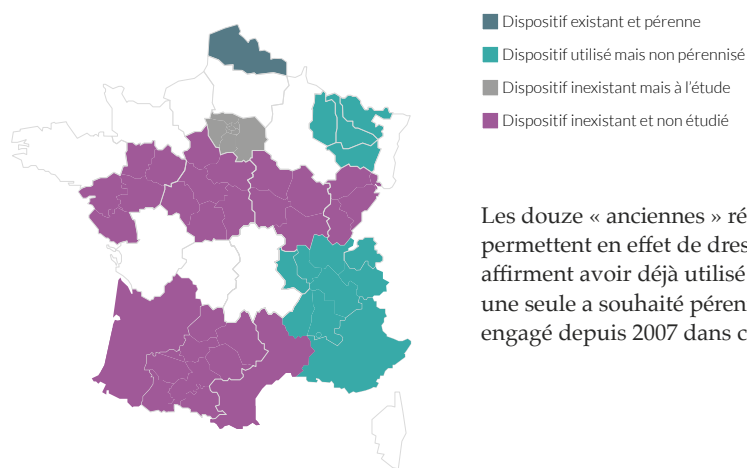 Dispositif existant et pérenne
Dispositif utilisé mais non pérennisé
Dispositif inexistant mais à l'étude
Dispositif inexistant et non étudié
Les douze « anciennes » ré
permettent en effet de dres
affirment avoir déjà utilisé
une seule a souhaité péren
engagé depuis 2007 dans c